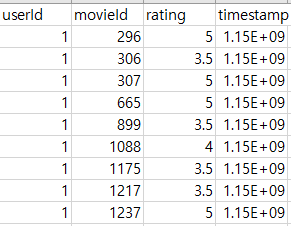 userId movieId rating timestamp
1 296 5 1.15E+09
1 306 3.5 1.15E+09
1 307 5 1.15E+09
1 665 5 1.15E+09
1 899 3.5 1.15E+09
1 1088 4 1.15E+09
1 1175 3.5 1.15E+09
1 1217 3.5 1.15E+09
1 1237 5 1.15E+09